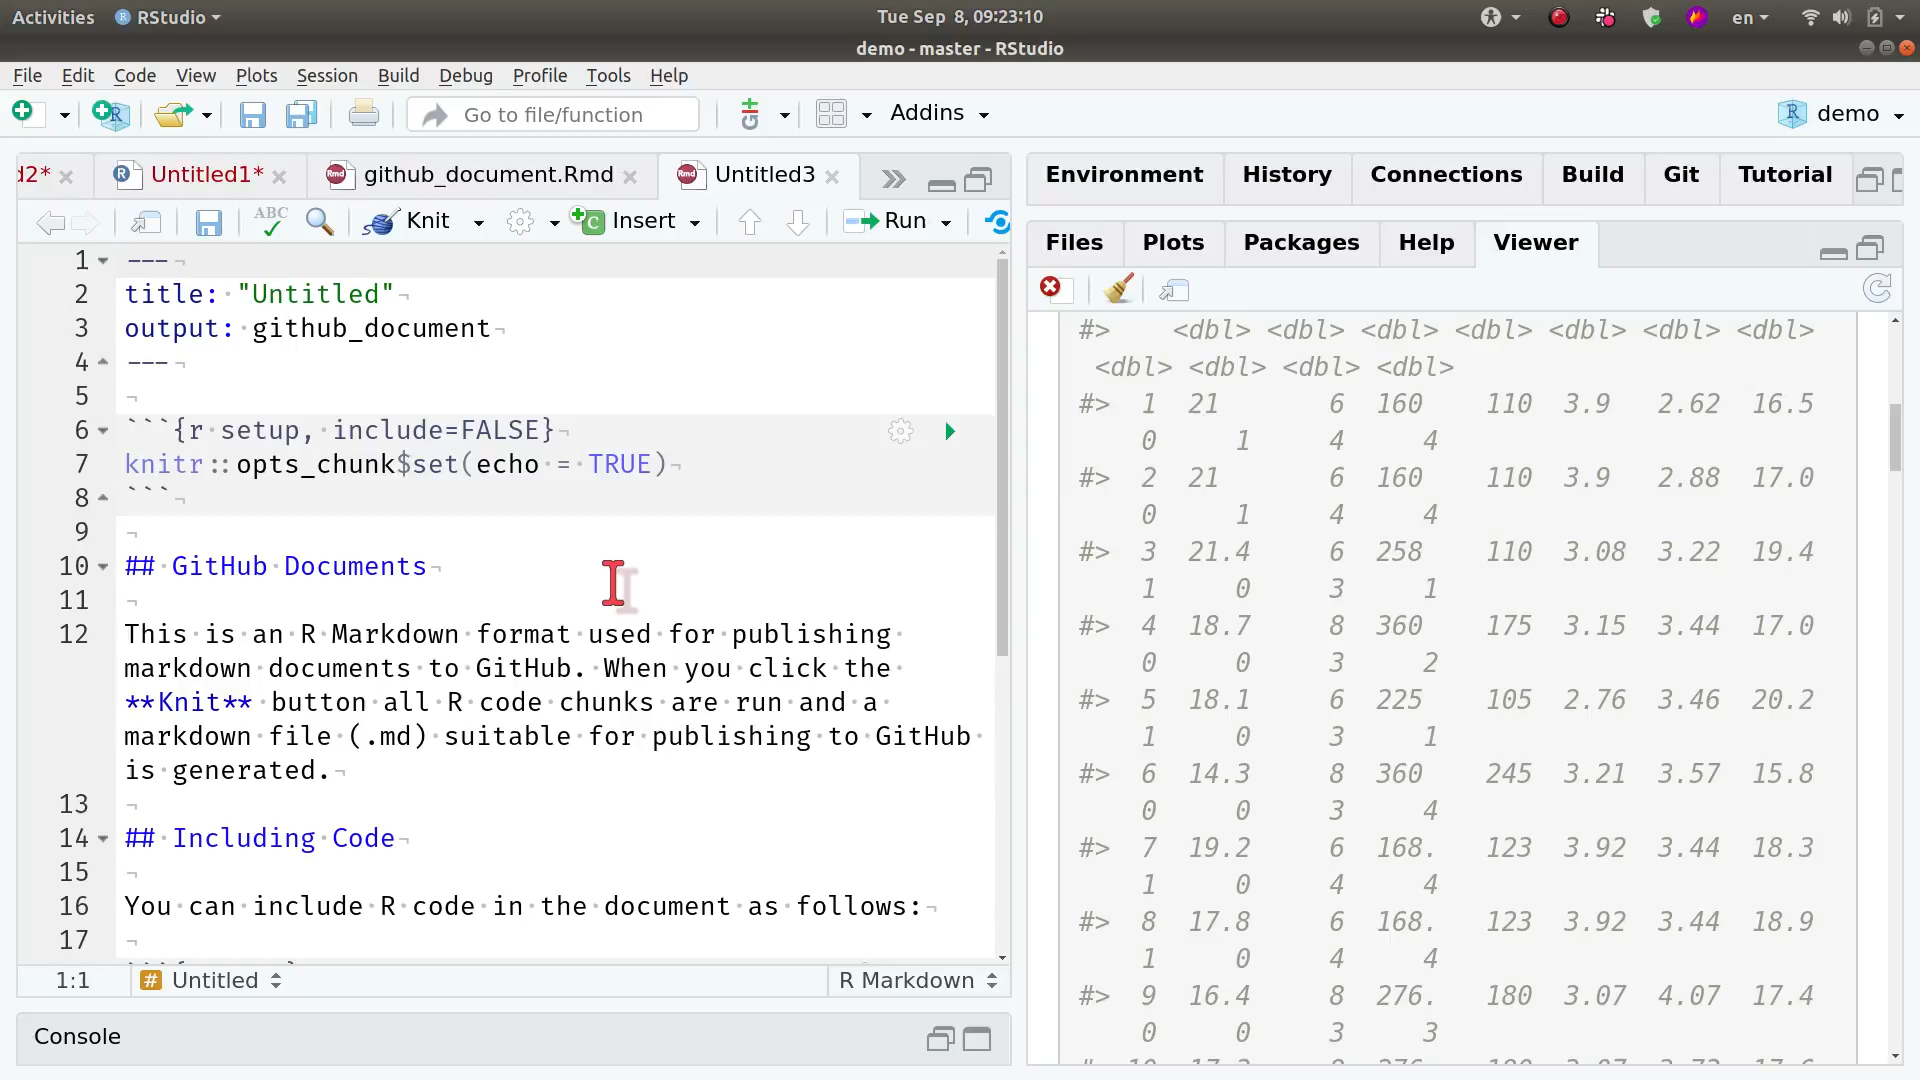 Activities RStudio Tue Sep 8, 09:23:10 en
demo - master - RStudio
File Edit Code View Plots Session Build Debug Profile Tools Help
Go to file/function Addins demo
d2* Untitled1* github_document.Rmd Untitled3
ABC Knit Insert Run
1 ---
2 title: "Untitled"
3 output: github_document
4 ---
5
6 ```{r setup, include=FALSE}
7 knitr::opts_chunk$set(echo = TRUE)
8 ```
9
10 ## GitHub Documents
11
12 This is an R Markdown format used for publishing
markdown documents to GitHub. When you click the
**Knit** button all R code chunks are run and a
markdown file (.md) suitable for publishing to GitHub
is generated.
13
14 ## Including Code
15
16 You can include R code in the document as follows:
17
1:1 # Untitled R Markdown
Console
Environment History Connections Build Git Tutorial
Files Plots Packages Help Viewer
#> <dbl> <dbl> <dbl> <dbl> <dbl> <dbl> <dbl>
<dbl> <dbl> <dbl> <dbl>
#> 1 21 6 160 110 3.9 2.62 16.5
0 1 4 4
#> 2 21 6 160 110 3.9 2.88 17.0
0 1 4 4
#> 3 21.4 6 258 110 3.08 3.22 19.4
1 0 3 1
#> 4 18.7 8 360 175 3.15 3.44 17.0
0 0 3 2
#> 5 18.1 6 225 105 2.76 3.46 20.2
1 0 3 1
#> 6 14.3 8 360 245 3.21 3.57 15.8
0 0 3 4
#> 7 19.2 6 168. 123 3.92 3.44 18.3
1 0 4 4
#> 8 17.8 6 168. 123 3.92 3.44 18.9
1 0 4 4
#> 9 16.4 8 276. 180 3.07 4.07 17.4
0 0 3 3